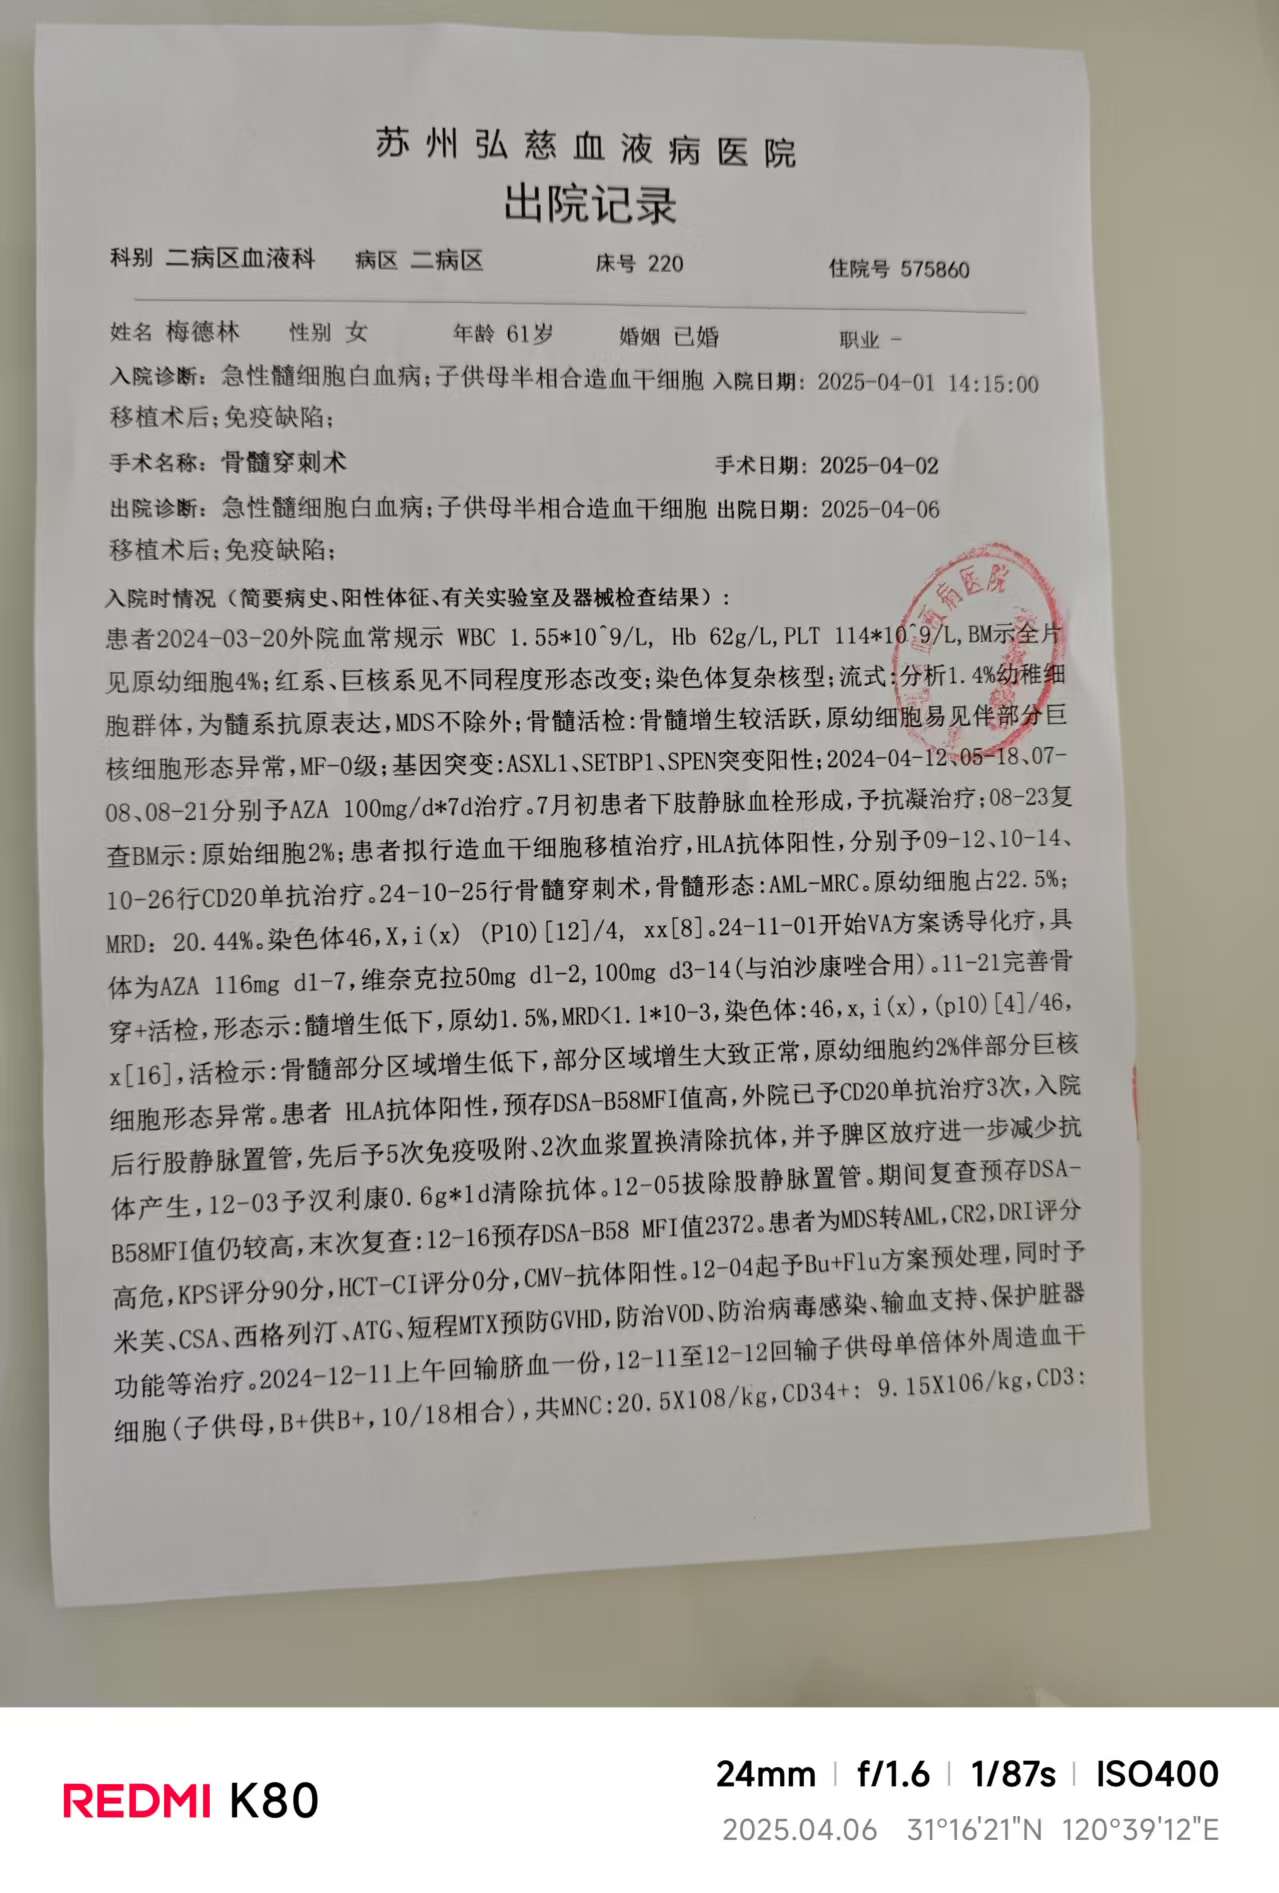 苏州弘慈血液病医院
出院记录
科别 二病区血液科 病区 二病区 床号 220 住院号 575860
姓名 梅德林 性别 女 年龄 61岁 婚姻 已婚 职业 -
入院诊断：急性髓细胞白血病；子供母半相合造血干细胞 入院日期：2025-04-01 14:15:00
移植术后；免疫缺陷；
手术名称：骨髓穿刺术 手术日期：2025-04-02
出院诊断：急性髓细胞白血病；子供母半相合造血干细胞 出院日期：2025-04-06
移植术后；免疫缺陷；
入院时情况（简要病史、阳性体征、有关实验室及器械检查结果）：
患者2024-03-20外院血常规示 WBC 1.55*10^9/L, Hb 62g/L,PLT 114*10^9/L,BM示全片
见原幼细胞4%；红系、巨核系见不同程度形态改变；染色体复杂核型；流式：分析1.4%幼稚细
胞群体，为髓系抗原表达，MDS不除外；骨髓活检：骨髓增生较活跃，原幼细胞易见伴部分巨
核细胞形态异常，MF-0级；基因突变：ASXL1、SETBP1、SPEN突变阳性；2024-04-12、05-18、07-
08、08-21分别予AZA 100mg/d*7d治疗。7月初患者下肢静脉血栓形成，予抗凝治疗；08-23复
查BM示：原始细胞2%；患者拟行造血干细胞移植治疗，HLA抗体阳性，分别予09-12、10-14、
10-26行CD20单抗治疗。24-10-25行骨髓穿刺术，骨髓形态：AML-MRC。原幼细胞占22.5%；
MRD：20.44%。染色体46,X,i(x) (P10)[12]/4, xx[8]。24-11-01开始VA方案诱导化疗，具
体为AZA 116mg d1-7,维奈克拉50mg d1-2,100mg d3-14(与泊沙康唑合用)。11-21完善骨
穿+活检，形态示：髓增生低下，原幼1.5%,MRD<1.1*10-3,染色体：46,x,i(x),(p10)[4]/46,
x[16],活检示：骨髓部分区域增生低下，部分区域增生大致正常，原幼细胞约2%伴部分巨核
细胞形态异常。患者 HLA抗体阳性，预存DSA-B58MFI值高，外院已予CD20单抗治疗3次，入院
后行股静脉置管，先后予5次免疫吸附、2次血浆置换清除抗体，并予脾区放疗进一步减少抗
体产生，12-03予汉利康0.6g*1d清除抗体。12-05拔除股静脉置管。期间复查预存DSA-
B58MFI值仍较高，末次复查：12-16预存DSA-B58 MFI值2372。患者为MDS转AML,CR2,DRI评分
高危，KPS评分90分，HCT-CI评分0分，CMV-抗体阳性。12-04起予Bu+Flu方案预处理，同时予
米芙、CSA、西格列汀、ATG、短程MTX预防GVHD,防治VOD、防治病毒感染、输血支持、保护脏器
功能等治疗。2024-12-11上午回输脐血一份，12-11至12-12回输子供母单倍体外周造血干
细胞(子供母，B+供B+,10/18相合)，共MNC:20.5X108/kg,CD34+: 9.15X106/kg,CD3:
REDMI K80
24mm | f/1.6 | 1/87s | ISO400
2025.04.06 31°16'21"N 120°39'12"E